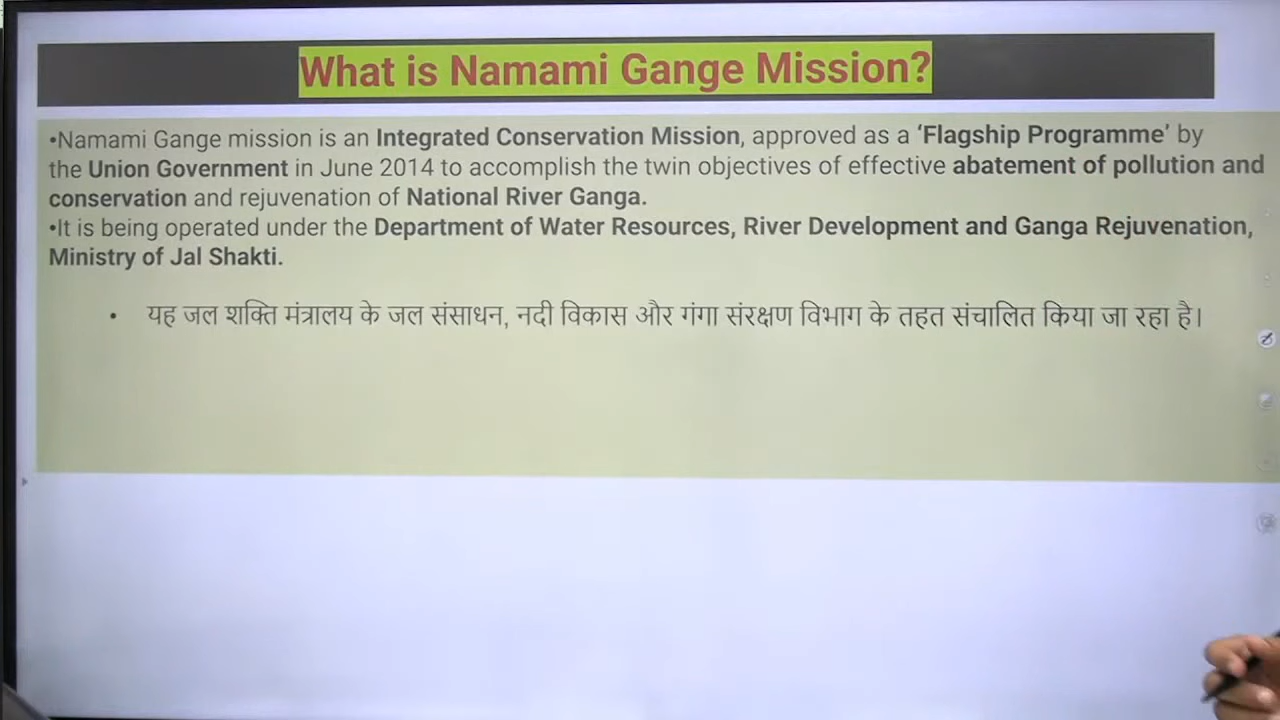 What is Namami Gange Mission?
•Namami Gange mission is an Integrated Conservation Mission, approved as a ‘Flagship Programme’ by
the Union Government in June 2014 to accomplish the twin objectives of effective abatement of pollution and
conservation and rejuvenation of National River Ganga.
•It is being operated under the Department of Water Resources, River Development and Ganga Rejuvenation,
Ministry of Jal Shakti.
• यह जल शक्ति मंत्रालय के जल संसाधन, नदी विकास और गंगा संरक्षण विभाग के तहत संचालित किया जा रहा है।